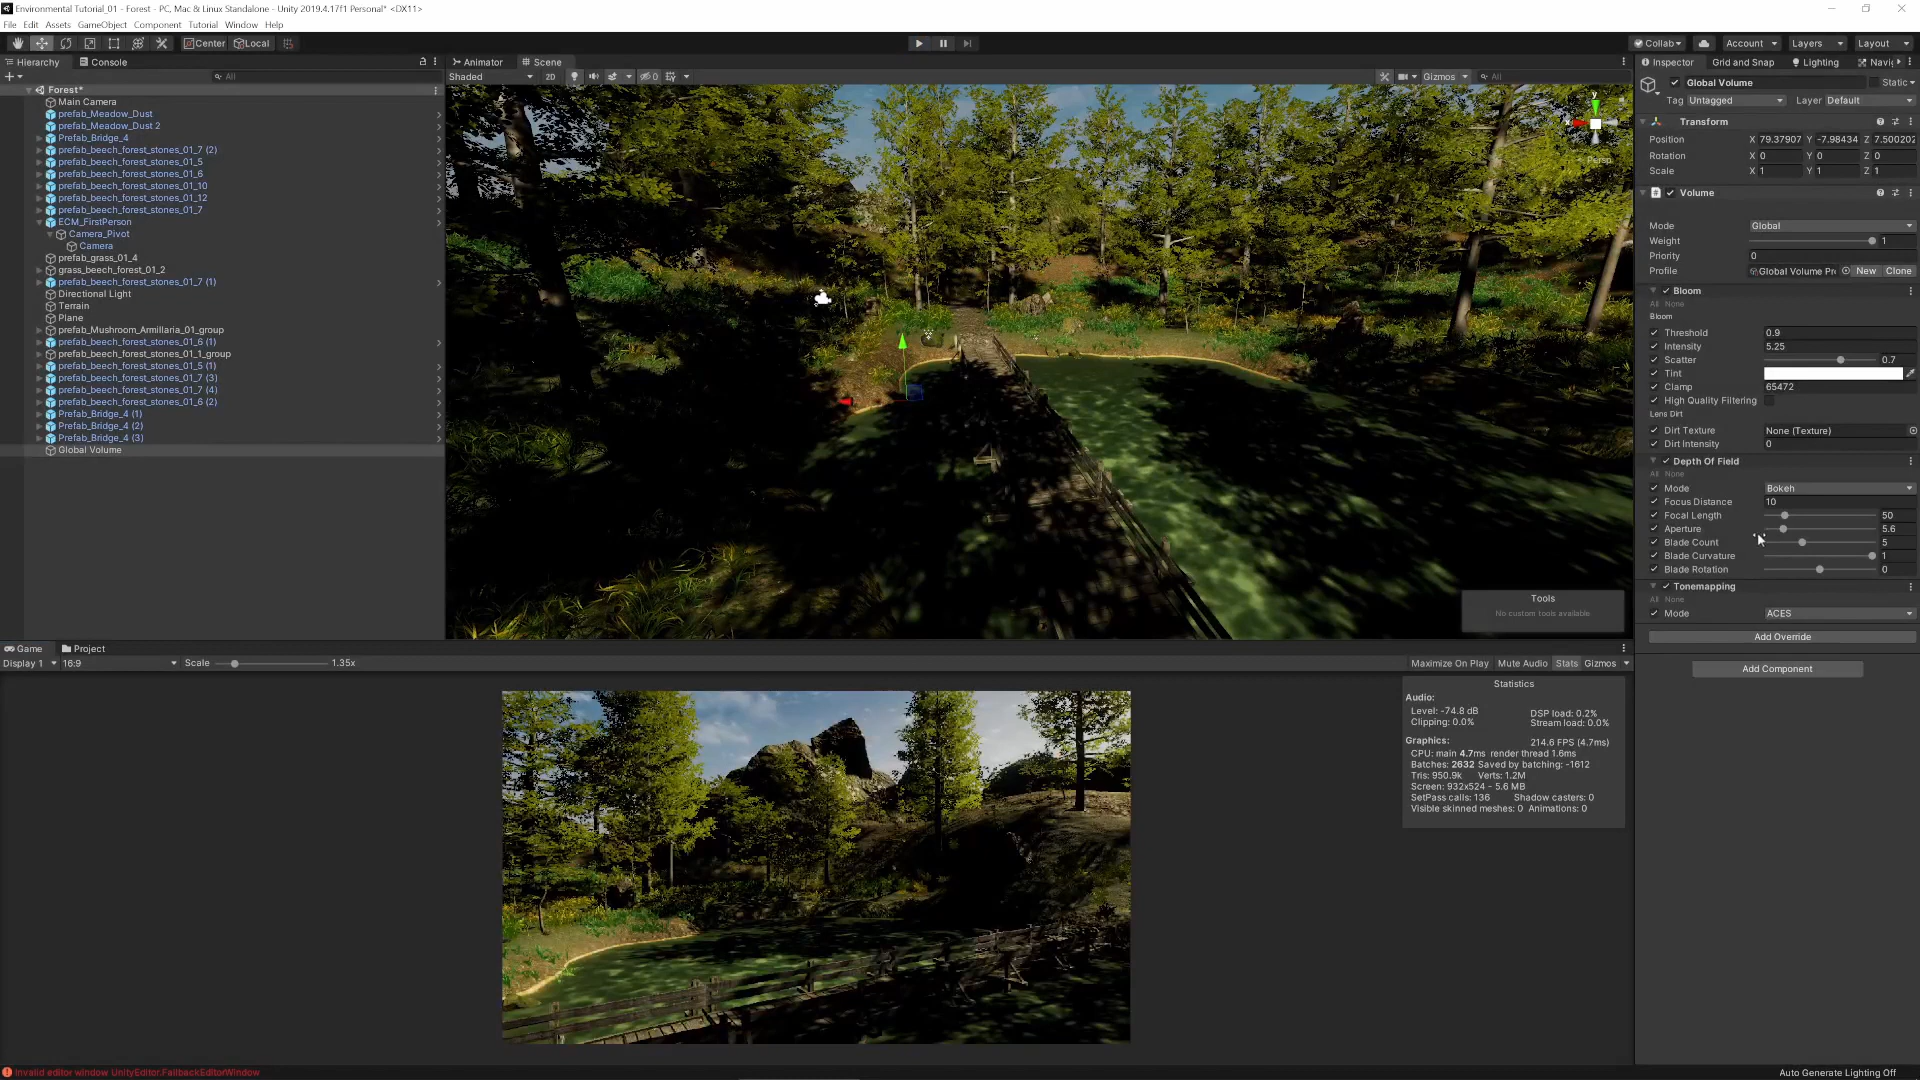 Environmental Tutorial_01 - Forest - PC, Mac & Linux Standalone - Unity 2019.4.17f1 Personal* <DX11>
File Edit Assets GameObject Component Tutorial Window Help
Center Local
Collab Account Layers Layout
Hierarchy Console
All
Forest*
Main Camera
prefab_Meadow_Dust
prefab_Meadow_Dust 2
Prefab_Bridge_4
prefab_beech_forest_stones_01_7 (2)
prefab_beech_forest_stones_01_5
prefab_beech_forest_stones_01_6
prefab_beech_forest_stones_01_10
prefab_beech_forest_stones_01_12
prefab_beech_forest_stones_01_7
ECM_FirstPerson
Camera_Pivot
Camera
prefab_grass_01_4
grass_beech_forest_01_2
prefab_beech_forest_stones_01_7 (1)
Directional Light
Terrain
Plane
prefab_Mushroom_Armillaria_01_group
prefab_beech_forest_stones_01_6 (1)
prefab_beech_forest_stones_01_1_group
prefab_beech_forest_stones_01_5 (1)
prefab_beech_forest_stones_01_7 (3)
prefab_beech_forest_stones_01_7 (4)
prefab_beech_forest_stones_01_6 (2)
Prefab_Bridge_4 (1)
Prefab_Bridge_4 (2)
Prefab_Bridge_4 (3)
Global Volume
Animator Scene
Shaded 2D 0 Gizmos All
y
Persp
Tools
No custom tools available
Inspector Grid and Snap Lighting Navi
Global Volume Static
Tag Untagged Layer Default
Transform
Position X 79.37907 Y -7.98434 Z 7.500202
Rotation X 0 Y 0 Z 0
Scale X 1 Y 1 Z 1
Volume
Mode Global
Weight 1
Priority 0
Profile Global Volume Pr New Clone
Bloom
All None
Bloom
Threshold 0.9
Intensity 5.25
Scatter 0.7
Tint
Clamp 65472
High Quality Filtering
Lens Dirt
Dirt Texture None (Texture)
Dirt Intensity 0
Depth Of Field
All None
Mode Bokeh
Focus Distance 10
Focal Length 50
Aperture 5.6
Blade Count 5
Blade Curvature 1
Blade Rotation 0
Tonemapping
All None
Mode ACES
Add Override
Add Component
Game Project
Display 1 16:9 Scale 1.35x Maximize On Play Mute Audio Stats Gizmos
Statistics
Audio:
Level: -74.8 dB DSP load: 0.2%
Clipping: 0.0% Stream load: 0.0%
Graphics: 214.6 FPS (4.7ms)
CPU: main 4.7ms render thread 1.6ms
Batches: 2632 Saved by batching: -1612
Tris: 950.9k Verts: 1.2M
Screen: 932x524 - 5.6 MB
SetPass calls: 136 Shadow casters: 0
Visible skinned meshes: 0 Animations: 0
Invalid editor window UnityEditor.FallbackEditorWindow
Auto Generate Lighting Off